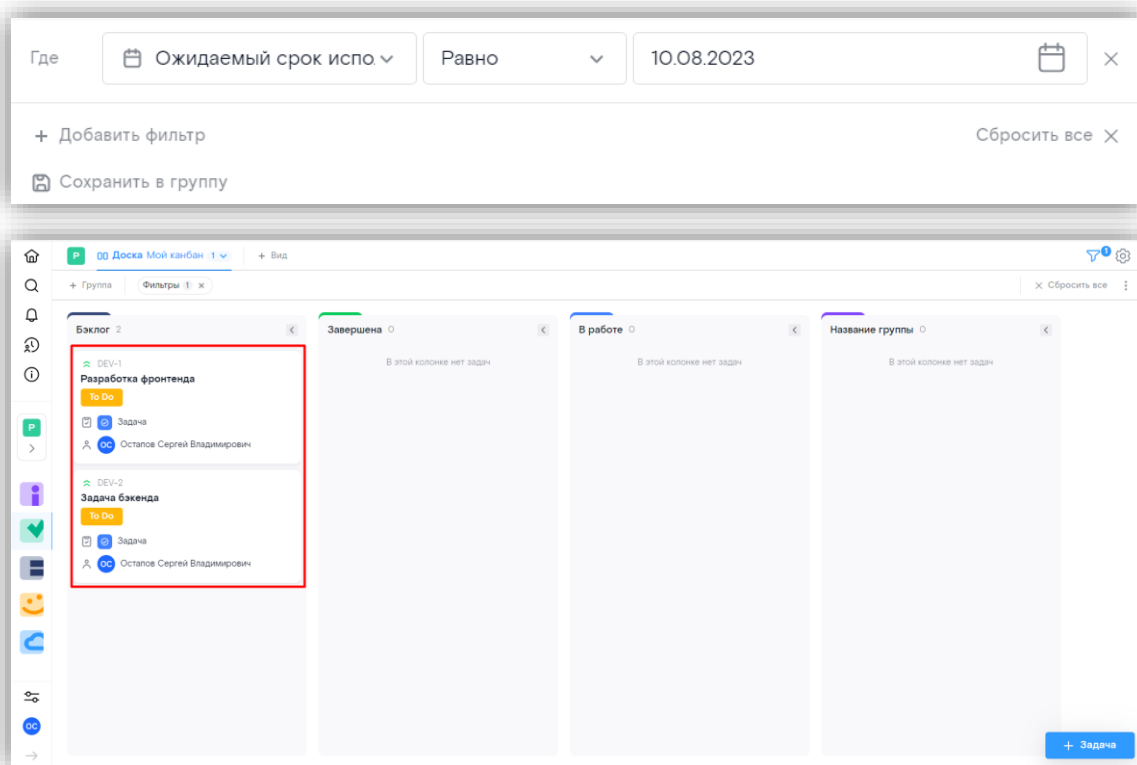 Где Ожидаемый срок испо. Равно 10.08.2023
+ Добавить фильтр Сбросить все
Сохранить в группу
P Доска Мой канбан 1 + Вид 1
+ Группа Фильтры 1 × × Сбросить все
Бэклог 2 Завершена 0 В работе 0 Название группы 0
DEV-1 В этой колонке нет задач В этой колонке нет задач В этой колонке нет задач
Разработка фронтенда
To Do
Задача
ОС Остапов Сергей Владимирович
P
DEV-2
Задача бэкенда
To Do
Задача
ОС Остапов Сергей Владимирович
ОС
+ Задача